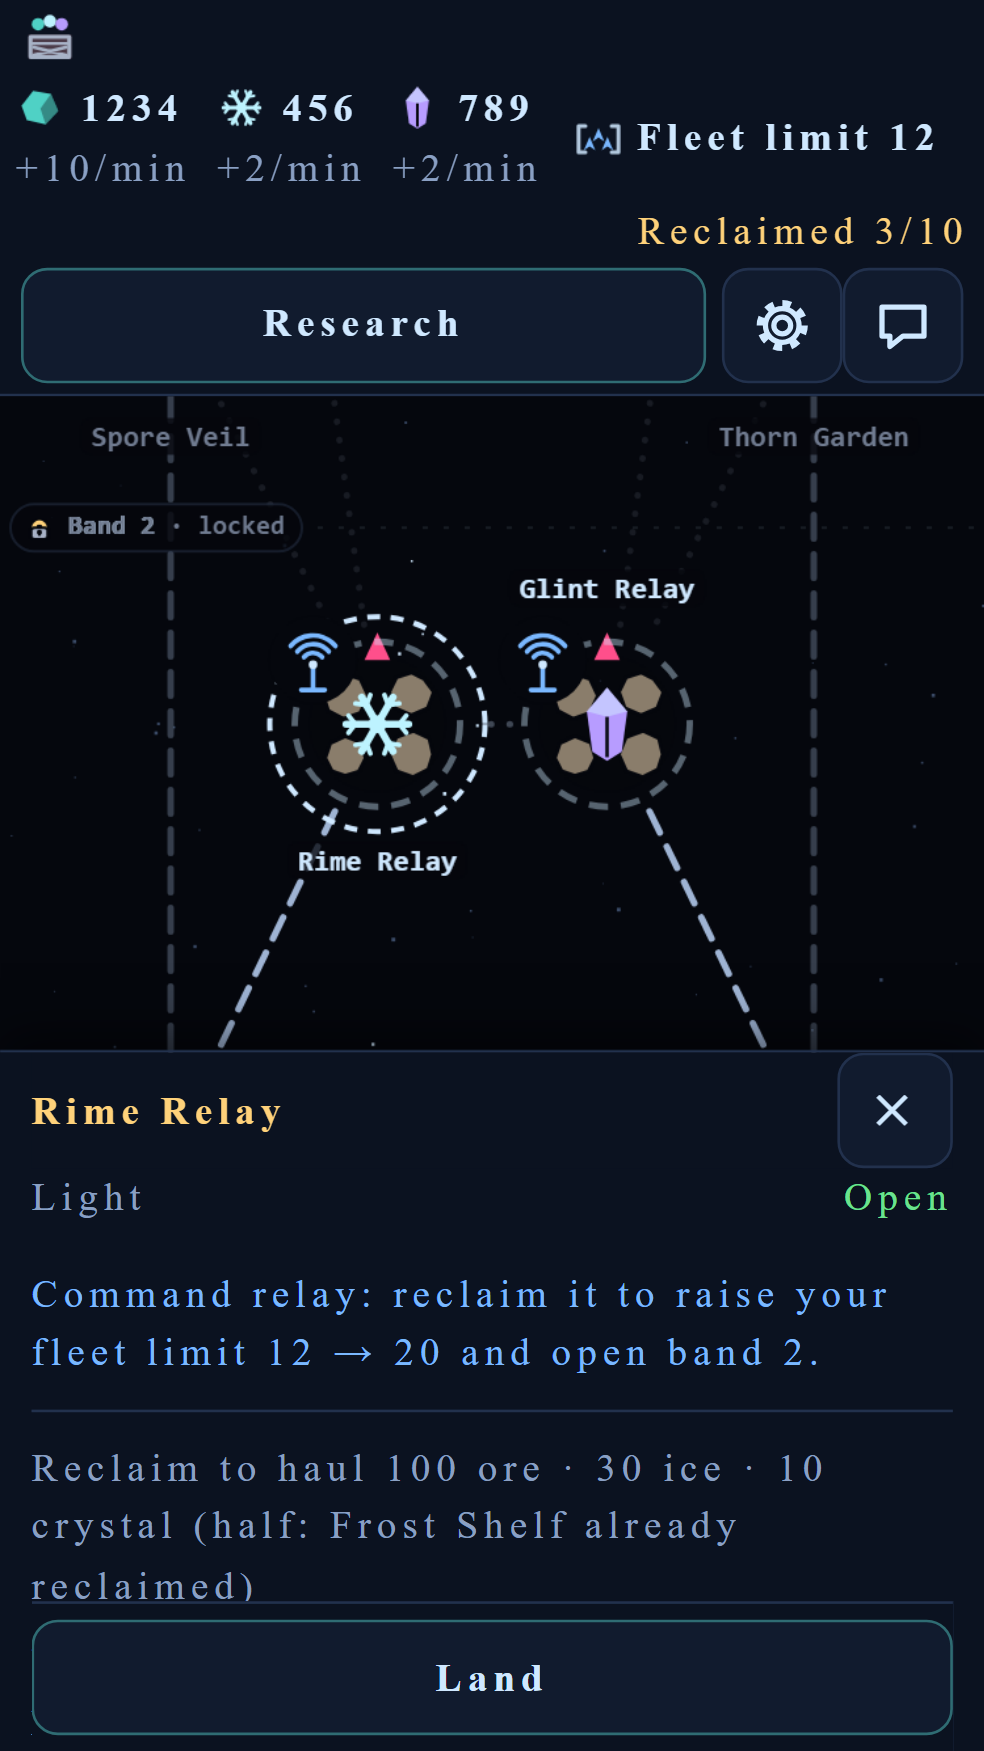 1234 456 789
Fleet limit 12
+10/min +2/min +2/min
Reclaimed 3/10
Research
Spore Veil
Thorn Garden
Band 2 · locked
Glint Relay
Rime Relay
Rime Relay
Light
Open
Command relay: reclaim it to raise your
fleet limit 12 → 20 and open band 2.
Reclaim to haul 100 ore · 30 ice · 10
crystal (half: Frost Shelf already
reclaimed)
Land